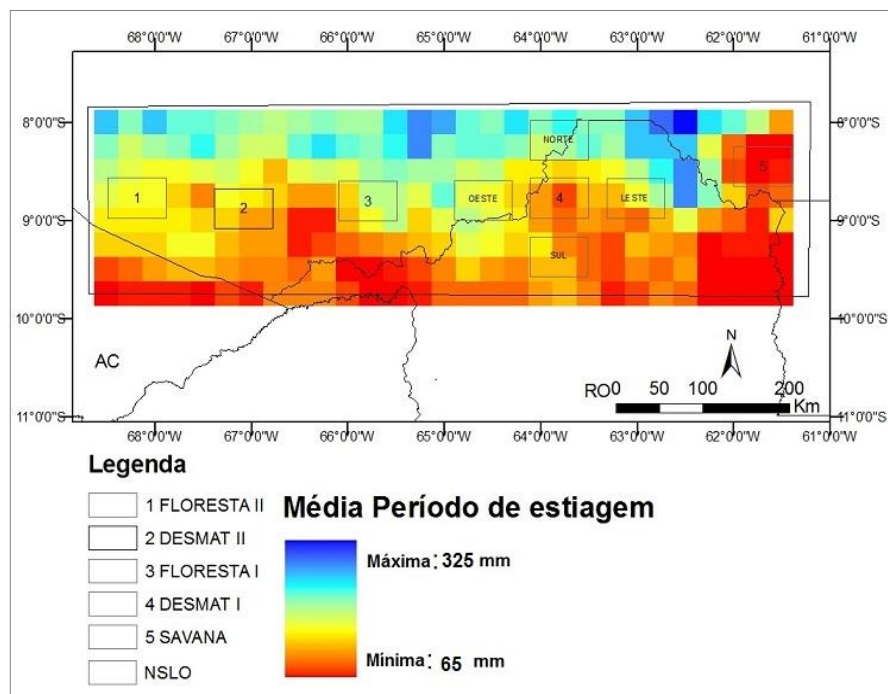 68°0'0"W 67°0'0"W 66°0'0"W 65°0'0"W 64°0'0"W 63°0'0"W 62°0'0"W 61°0'0"W
8°0'0"S 8°0'0"S
NORTE
5
1 2 3 OESTE 4 LESTE
9°0'0"S 9°0'0"S
SUL
10°0'0"S 10°0'0"S
N
AC
RO 0 50 100 200
Km
11°0'0"S 11°0'0"S
68°0'0"W 67°0'0"W 66°0'0"W 65°0'0"W 64°0'0"W 63°0'0"W 62°0'0"W 61°0'0"W
Legenda
1 FLORESTA II
2 DESMAT II
3 FLORESTA I
4 DESMAT I
5 SAVANA
NSLO
Média Período de estiagem
Máxima: 325 mm
Mínima: 65 mm